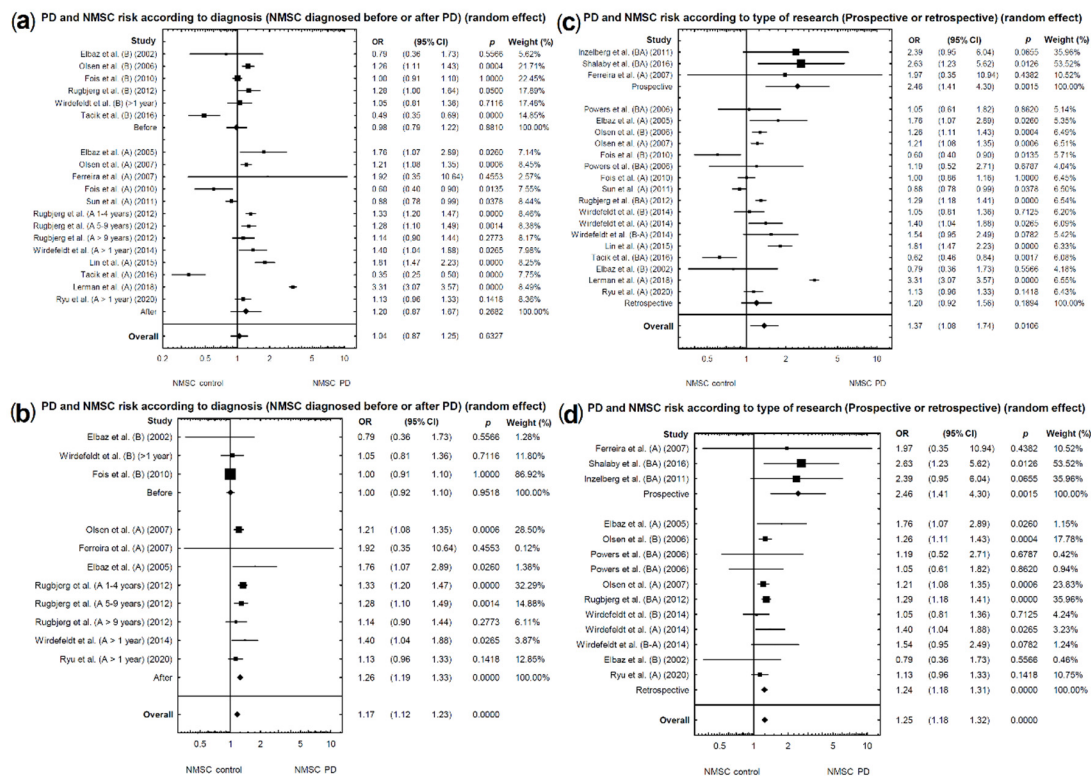 (a) PD and NMSC risk according to diagnosis (NMSC diagnosed before or after PD) (random effect)
Study OR (95% CI) p Weight (%)
Elbaz et al. (B) (2002) 0.79 (0.36 1.73) 0.5566 5.62%
Olsen et al. (B) (2006) 1.26 (1.11 1.43) 0.0004 21.71%
Fois et al. (B) (2010) 1.00 (0.91 1.10) 1.0000 22.45%
Rugbjerg et al. (B) (2012) 1.28 (1.00 1.64) 0.0500 17.89%
Wirdefeldt et al. (B) (>1 year) 1.05 (0.81 1.36) 0.7116 17.48%
Tacik et al. (B) (2016) 0.49 (0.35 0.69) 0.0000 14.85%
Before 0.98 (0.79 1.22) 0.8810 100.00%
Elbaz et al. (A) (2005) 1.76 (1.07 2.89) 0.0260 7.14%
Olsen et al. (A) (2007) 1.21 (1.08 1.35) 0.0006 8.45%
Ferreira et al. (A) (2007) 1.92 (0.35 10.64) 0.4553 2.57%
Fois et al. (A) (2010) 0.60 (0.40 0.90) 0.0135 7.55%
Sun et al. (A) (2011) 0.88 (0.78 0.99) 0.0378 8.44%
Rugbjerg et al. (A 1-4 years) (2012) 1.33 (1.20 1.47) 0.0000 8.46%
Rugbjerg et al. (A 5-9 years) (2012) 1.28 (1.10 1.49) 0.0014 8.38%
Rugbjerg et al. (A > 9 years) (2012) 1.14 (0.90 1.44) 0.2773 8.17%
Wirdefeldt et al. (A > 1 year) (2014) 1.40 (1.04 1.88) 0.0265 7.98%
Lin et al. (A) (2015) 1.81 (1.47 2.23) 0.0000 8.25%
Tacik et al. (A) (2016) 0.35 (0.25 0.50) 0.0000 7.75%
Lerman et al. (A) (2018) 3.31 (3.07 3.57) 0.0000 8.49%
Ryu et al. (A > 1 year) (2020) 1.13 (0.96 1.33) 0.1418 8.36%
After 1.20 (0.87 1.67) 0.2682 100.00%
Overall 1.04 (0.87 1.25) 0.6327
0.2 0.5 1 2 5 10
NMSC control NMSC PD
(b) PD and NMSC risk according to diagnosis (NMSC diagnosed before or after PD) (random effect)
Study OR (95% CI) p Weight (%)
Elbaz et al. (B) (2002) 0.79 (0.36 1.73) 0.5566 1.28%
Wirdefeldt et al. (B) (>1 year) 1.05 (0.81 1.36) 0.7116 11.80%
Fois et al. (B) (2010) 1.00 (0.91 1.10) 1.0000 86.92%
Before 1.00 (0.92 1.10) 0.9518 100.00%
Olsen et al. (A) (2007) 1.21 (1.08 1.35) 0.0006 28.50%
Ferreira et al. (A) (2007) 1.92 (0.35 10.64) 0.4553 0.12%
Elbaz et al. (A) (2005) 1.76 (1.07 2.89) 0.0260 1.38%
Rugbjerg et al. (A 1-4 years) (2012) 1.33 (1.20 1.47) 0.0000 32.29%
Rugbjerg et al. (A 5-9 years) (2012) 1.28 (1.10 1.49) 0.0014 14.88%
Rugbjerg et al. (A > 9 years) (2012) 1.14 (0.90 1.44) 0.2773 6.11%
Wirdefeldt et al. (A > 1 year) (2014) 1.40 (1.04 1.88) 0.0265 3.87%
Ryu et al. (A > 1 year) (2020) 1.13 (0.96 1.33) 0.1418 12.85%
After 1.26 (1.19 1.33) 0.0000 100.00%
Overall 1.17 (1.12 1.23) 0.0000
0.5 1 2 5 10
NMSC control NMSC PD
(c) PD and NMSC risk according to type of research (Prospective or retrospective) (random effect)
Study OR (95% CI) p Weight (%)
Inzelberg et al. (BA) (2011) 2.39 (0.95 6.04) 0.0655 35.96%
Shalaby et al. (BA) (2016) 2.63 (1.23 5.62) 0.0126 53.52%
Ferreira et al. (A) (2007) 1.97 (0.35 10.94) 0.4382 10.52%
Prospective 2.46 (1.41 4.30) 0.0015 100.00%
Powers et al. (BA) (2006) 1.05 (0.61 1.82) 0.8620 5.14%
Elbaz et al. (A) (2005) 1.76 (1.07 2.89) 0.0260 5.35%
Olsen et al. (B) (2006) 1.26 (1.11 1.43) 0.0004 6.50%
Olsen et al. (A) (2007) 1.21 (1.08 1.35) 0.0006 6.51%
Fois et al. (B) (2010) 0.60 (0.40 0.90) 0.0135 5.71%
Powers et al. (BA) (2006) 1.19 (0.52 2.71) 0.6787 4.04%
Fois et al. (A) (2010) 1.00 (0.86 1.16) 1.0000 6.45%
Sun et al. (A) (2011) 0.88 (0.78 0.99) 0.0378 6.50%
Rugbjerg et al. (BA) (2012) 1.29 (1.18 1.41) 0.0000 6.54%
Wirdefeldt et al. (B) (2014) 1.05 (0.81 1.36) 0.7125 6.20%
Wirdefeldt et al. (A) (2014) 1.40 (1.04 1.88) 0.0265 6.09%
Wirdefeldt et al. (B-A) (2014) 1.54 (0.95 2.49) 0.0782 5.42%
Lin et al. (A) (2015) 1.81 (1.47 2.23) 0.0000 6.33%
Tacik et al. (BA) (2016) 0.62 (0.46 0.84) 0.0017 6.08%
Elbaz et al. (B) (2002) 0.79 (0.36 1.73) 0.5566 4.18%
Lerman et al. (A) (2018) 3.31 (3.07 3.57) 0.0000 6.55%
Ryu et al. (A) (2020) 1.13 (0.96 1.33) 0.1418 6.43%
Retrospective 1.20 (0.92 1.56) 0.1894 100.00%
Overall 1.37 (1.08 1.74) 0.0106
0.5 1 2 5 10
NMSC control NMSC PD
(d) PD and NMSC risk according to type of research (Prospective or retrospective) (random effect)
Study OR (95% CI) p Weight (%)
Ferreira et al. (A) (2007) 1.97 (0.35 10.94) 0.4382 10.52%
Shalaby et al. (BA) (2016) 2.63 (1.23 5.62) 0.0126 53.52%
Inzelberg et al. (BA) (2011) 2.39 (0.95 6.04) 0.0655 35.96%
Prospective 2.46 (1.41 4.30) 0.0015 100.00%
Elbaz et al. (A) (2005) 1.76 (1.07 2.89) 0.0260 1.15%
Olsen et al. (B) (2006) 1.26 (1.11 1.43) 0.0004 17.78%
Powers et al. (BA) (2006) 1.19 (0.52 2.71) 0.6787 0.42%
Powers et al. (BA) (2006) 1.05 (0.61 1.82) 0.8620 0.94%
Olsen et al. (A) (2007) 1.21 (1.08 1.35) 0.0006 23.83%
Rugbjerg et al. (BA) (2012) 1.29 (1.18 1.41) 0.0000 35.96%
Wirdefeldt et al. (B) (2014) 1.05 (0.81 1.36) 0.7125 4.24%
Wirdefeldt et al. (A) (2014) 1.40 (1.04 1.88) 0.0265 3.23%
Wirdefeldt et al. (B-A) (2014) 1.54 (0.95 2.49) 0.0782 1.24%
Elbaz et al. (B) (2002) 0.79 (0.36 1.73) 0.5566 0.46%
Ryu et al. (A) (2020) 1.13 (0.96 1.33) 0.1418 10.75%
Retrospective 1.24 (1.18 1.31) 0.0000 100.00%
Overall 1.25 (1.18 1.32) 0.0000
0.5 1 2 5 10
NMSC control NMSC PD